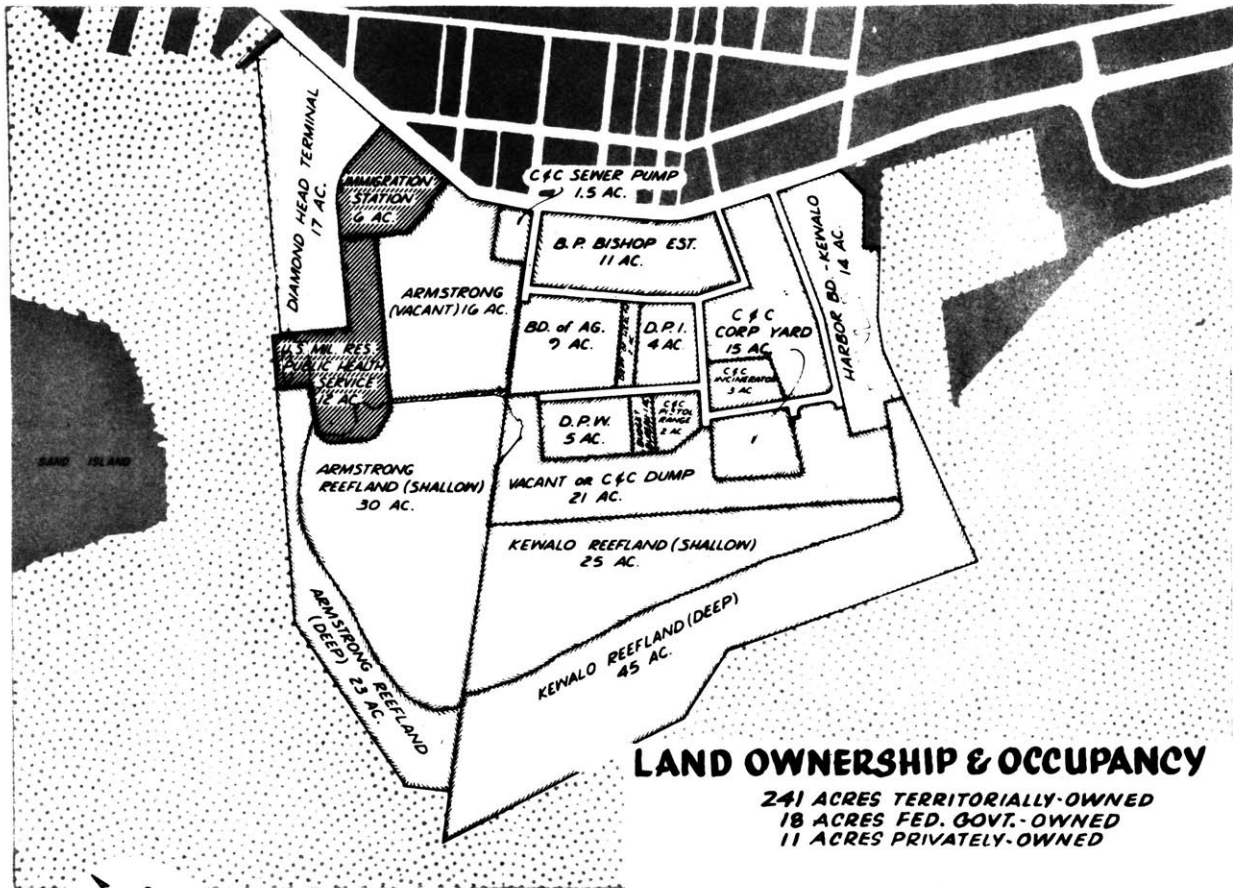 DIAMOND HEAD TERMINAL
17 AC.
IMMIGRATION
STATION
6 AC.
C&C SEWER PUMP
1.5 AC.
B.P. BISHOP EST.
11 AC.
HARBOR BD.-KEWALO
14 AC.
ARMSTRONG
(VACANT) 16 AC.
BD. of AG.
9 AC.
D.P.I.
4 AC.
C & C
CORP YARD
15 AC.
C&C
INCINERATOR
3 AC
U.S MIL. RES.
PUBLIC HEALTH
SERVICE
12 AC.
D.P.W.
5 AC.
C&C
PISTOL
RANGE
2 AC
SAND ISLAND
ARMSTRONG
REEFLAND (SHALLOW)
30 AC.
VACANT OR C&C DUMP
21 AC.
KEWALO REEFLAND (SHALLOW)
25 AC.
ARMSTRONG REEFLAND
(DEEP) 23 AC.
KEWALO REEFLAND (DEEP)
45 AC.
LAND OWNERSHIP & OCCUPANCY
241 ACRES TERRITORIALLY-OWNED
18 ACRES FED. GOVT.-OWNED
11 ACRES PRIVATELY-OWNED